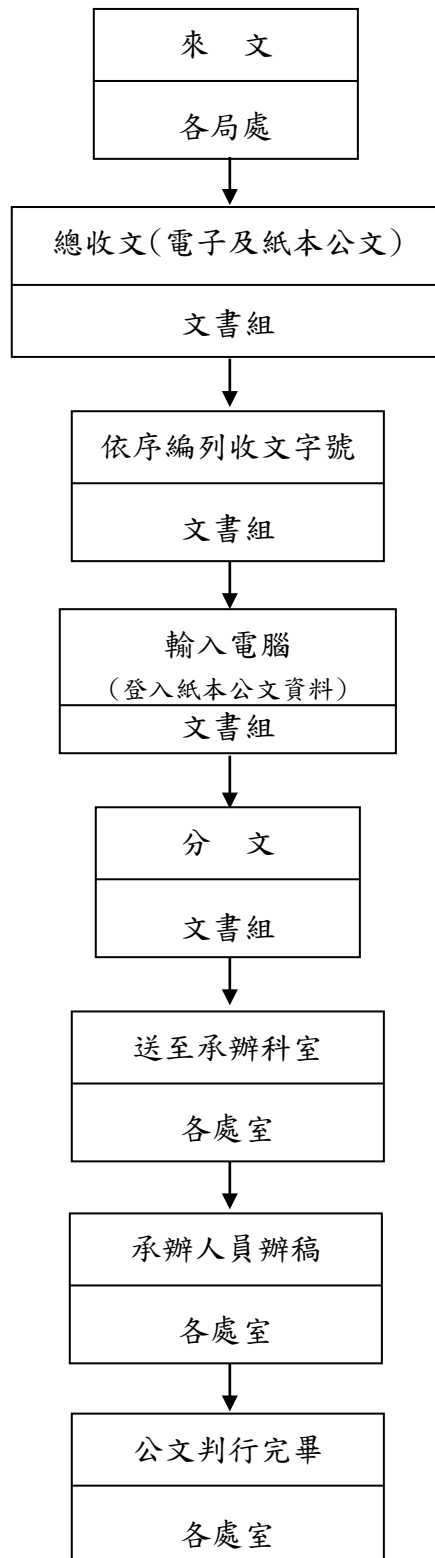 來　文
各局處
總收文(電子及紙本公文)
文書組
依序編列收文字號
文書組
輸入電腦
(登入紙本公文資料)
文書組
分　文
文書組
送至承辦科室
各處室
承辦人員辦稿
各處室
公文判行完畢
各處室